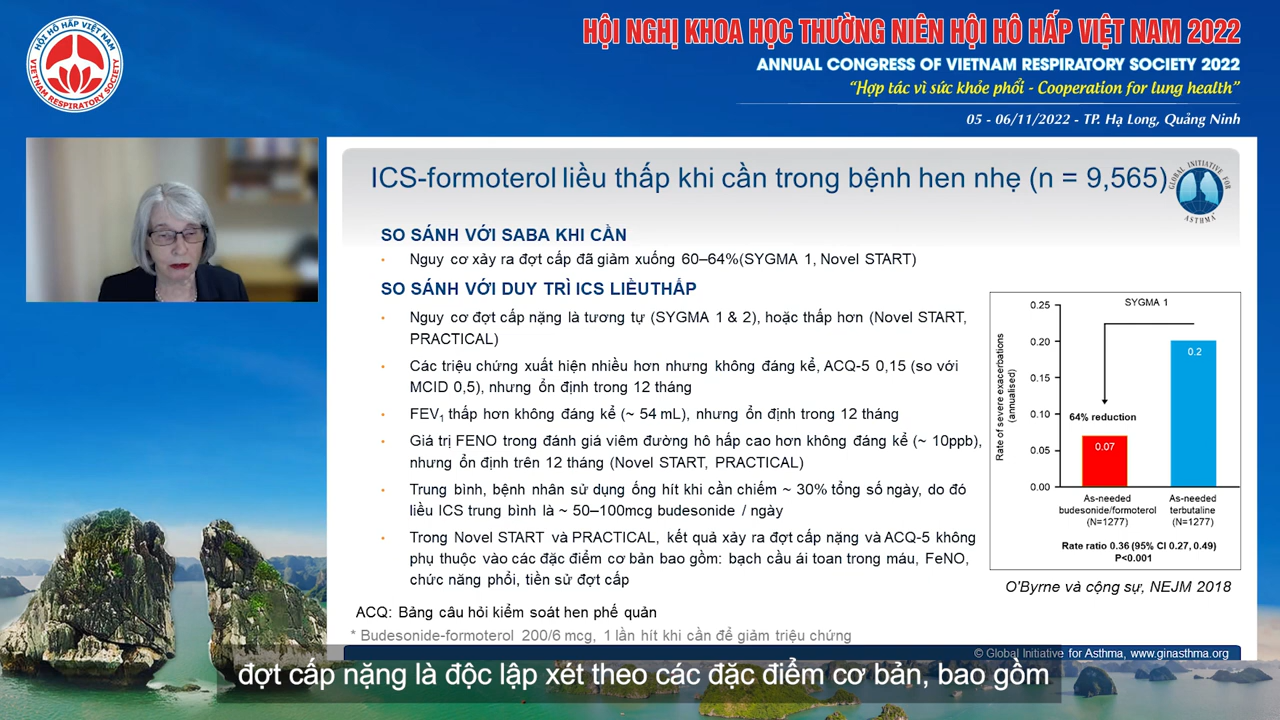 HỘI HÔ HẤP VIỆT NAM
VIETNAM RESPIRATORY SOCIETY
HỘI NGHỊ KHOA HỌC THƯỜNG NIÊN HỘI HÔ HẤP VIỆT NAM 2022
ANNUAL CONGRESS OF VIETNAM RESPIRATORY SOCIETY 2022
“Hợp tác vì sức khỏe phổi - Cooperation for lung health”
05 - 06/11/2022 - TP. Hạ Long, Quảng Ninh
ICS-formoterol liều thấp khi cần trong bệnh hen nhẹ (n = 9,565)
GLOBAL INITIATIVE FOR
ASTHMA
SO SÁNH VỚI SABA KHI CẦN
• Nguy cơ xảy ra đợt cấp đã giảm xuống 60–64%(SYGMA 1, Novel START)
SO SÁNH VỚI DUY TRÌ ICS LIỀUTHẤP
• Nguy cơ đợt cấp nặng là tương tự (SYGMA 1 & 2), hoặc thấp hơn (Novel START,
PRACTICAL)
• Các triệu chứng xuất hiện nhiều hơn nhưng không đáng kể, ACQ-5 0,15 (so với
MCID 0,5), nhưng ổn định trong 12 tháng
• FEV₁ thấp hơn không đáng kể (~ 54 mL), nhưng ổn định trong 12 tháng
• Giá trị FENO trong đánh giá viêm đường hô hấp cao hơn không đáng kể (~ 10ppb),
nhưng ổn định trên 12 tháng (Novel START, PRACTICAL)
• Trung bình, bệnh nhân sử dụng ống hít khi cần chiếm ~ 30% tổng số ngày, do đó
liều ICS trung bình là ~ 50–100mcg budesonide / ngày
• Trong Novel START và PRACTICAL, kết quả xảy ra đợt cấp nặng và ACQ-5 không
phụ thuộc vào các đặc điểm cơ bản bao gồm: bạch cầu ái toan trong máu, FeNO,
chức năng phổi, tiền sử đợt cấp
SYGMA 1
Rate of severe exacerbations
(annualised)
0.25
0.20
0.15
0.10
0.05
0.00
64% reduction
0.07
0.2
As-needed
budesonide/formoterol
(N=1277)
As-needed
terbutaline
(N=1277)
Rate ratio 0.36 (95% CI 0.27, 0.49)
P<0.001
O'Byrne và cộng sự, NEJM 2018
ACQ: Bảng câu hỏi kiểm soát hen phế quản
* Budesonide-formoterol 200/6 mcg, 1 lần hít khi cần để giảm triệu chứng
© Global Initiative for Asthma, www.ginasthma.org
đợt cấp nặng là độc lập xét theo các đặc điểm cơ bản, bao gồm